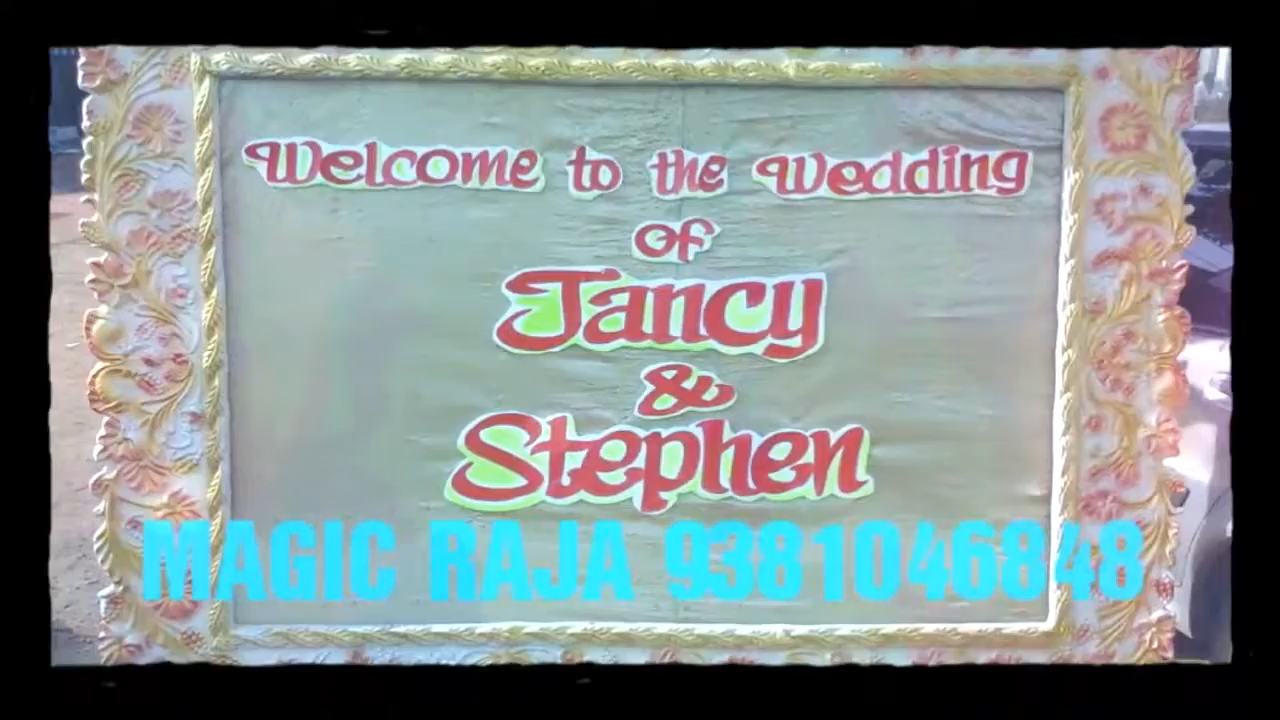 Welcome to the Wedding
of
Jancy
&
Stephen
MAGIC RAJA 9381046848